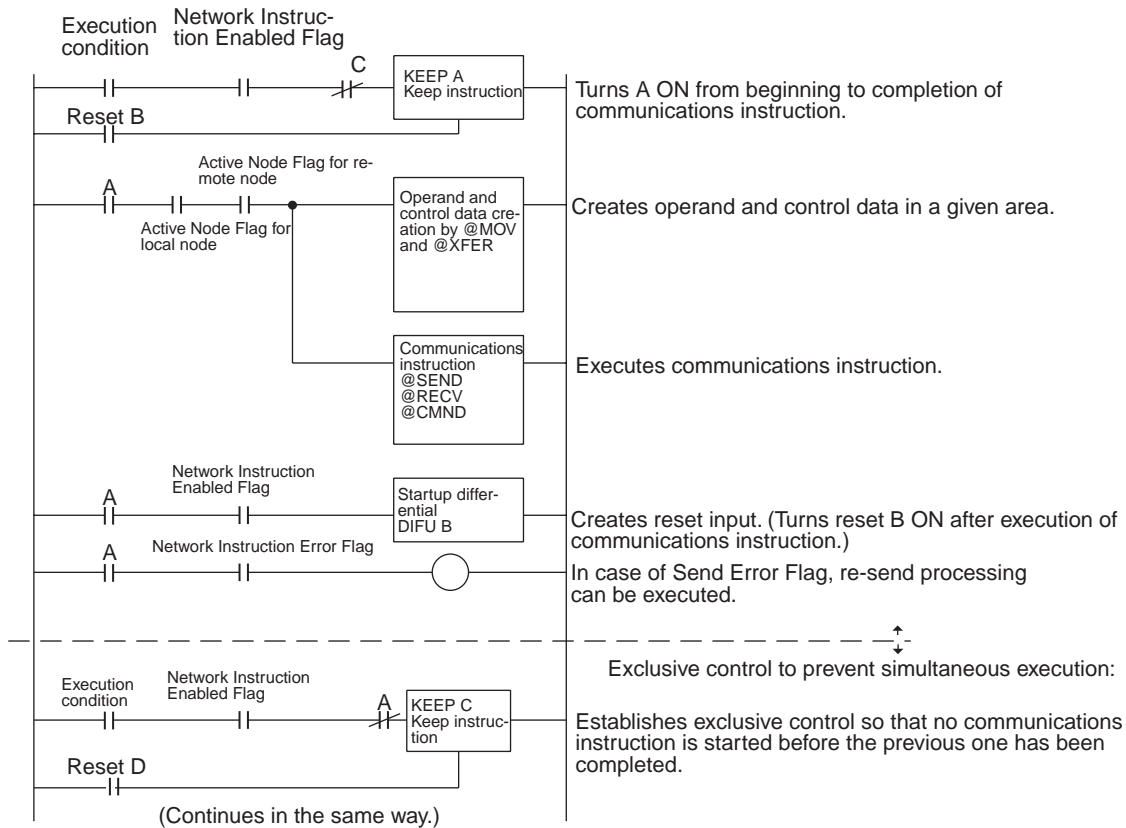 Execution
condition
Network Instruc-
tion Enabled Flag
C
KEEP A
Keep instruction
Turns A ON from beginning to completion of
communications instruction.
Reset B
Active Node Flag for re-
mote node
A
Active Node Flag for
local node
Operand and
control data cre-
ation by @MOV
and @XFER
Creates operand and control data in a given area.
Communications
instruction
@SEND
@RECV
@CMND
Executes communications instruction.
Network Instruction
Enabled Flag
A
Startup differ-
ential
DIFU B
Creates reset input. (Turns reset B ON after execution of
communications instruction.)
A
Network Instruction Error Flag
In case of Send Error Flag, re-send processing
can be executed.
Exclusive control to prevent simultaneous execution:
Execution
condition
Network Instruction
Enabled Flag
A
KEEP C
Keep instruc-
tion
Establishes exclusive control so that no communications
instruction is started before the previous one has been
completed.
Reset D
(Continues in the same way.)